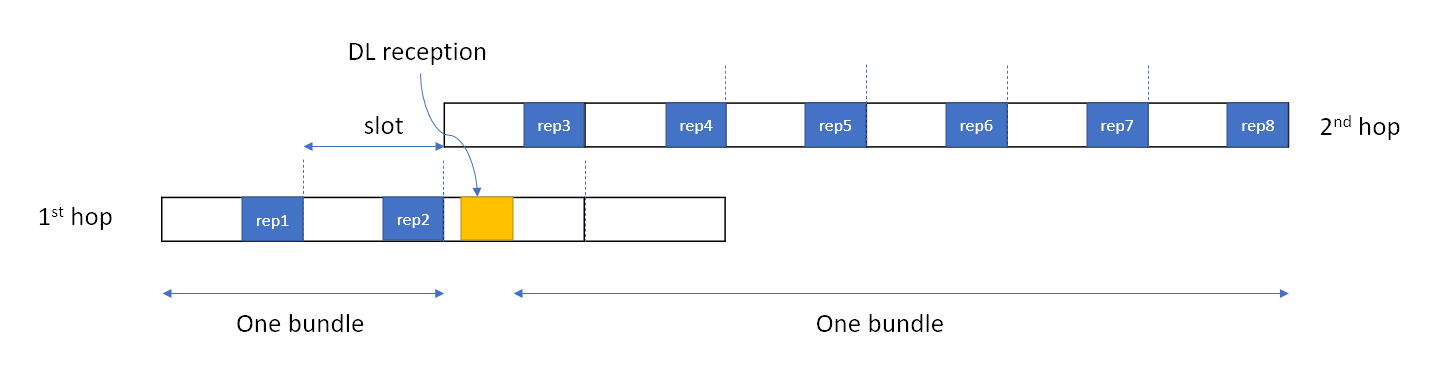 DL reception
slot
rep3
rep4
rep5
rep6
rep7
rep8
2nd hop
1st hop
rep1
rep2
One bundle
One bundle